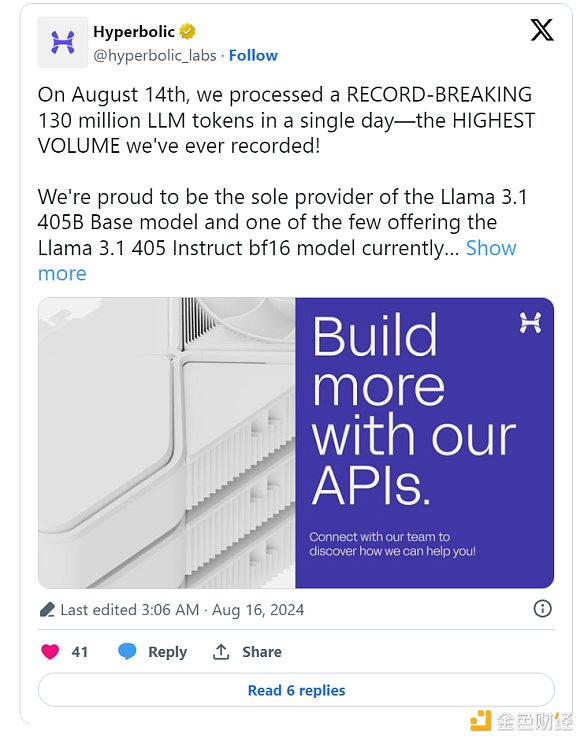 Hyperbolic
@hyperbolic_labs · Follow
On August 14th, we processed a RECORD-BREAKING
130 million LLM tokens in a single day—the HIGHEST
VOLUME we've ever recorded!
We're proud to be the sole provider of the Llama 3.1
405B Base model and one of the few offering the
Llama 3.1 405 Instruct bf16 model currently... Show
more
Build
more
with our
APIs.
Connect with our team to
discover how we can help you!
Last edited 3:06 AM · Aug 16, 2024
41 Reply Share
Read 6 replies
金色财经